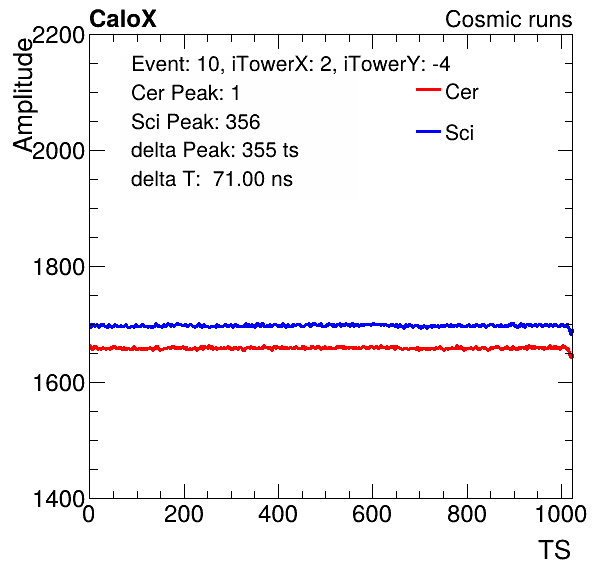 CaloX Cosmic runs
Amplitude
2200
2000
1800
1600
1400
Event: 10, iTowerX: 2, iTowerY: -4
Cer Peak: 1
Sci Peak: 356
delta Peak: 355 ts
delta T:  71.00 ns
Cer
Sci
0 200 400 600 800 1000
TS